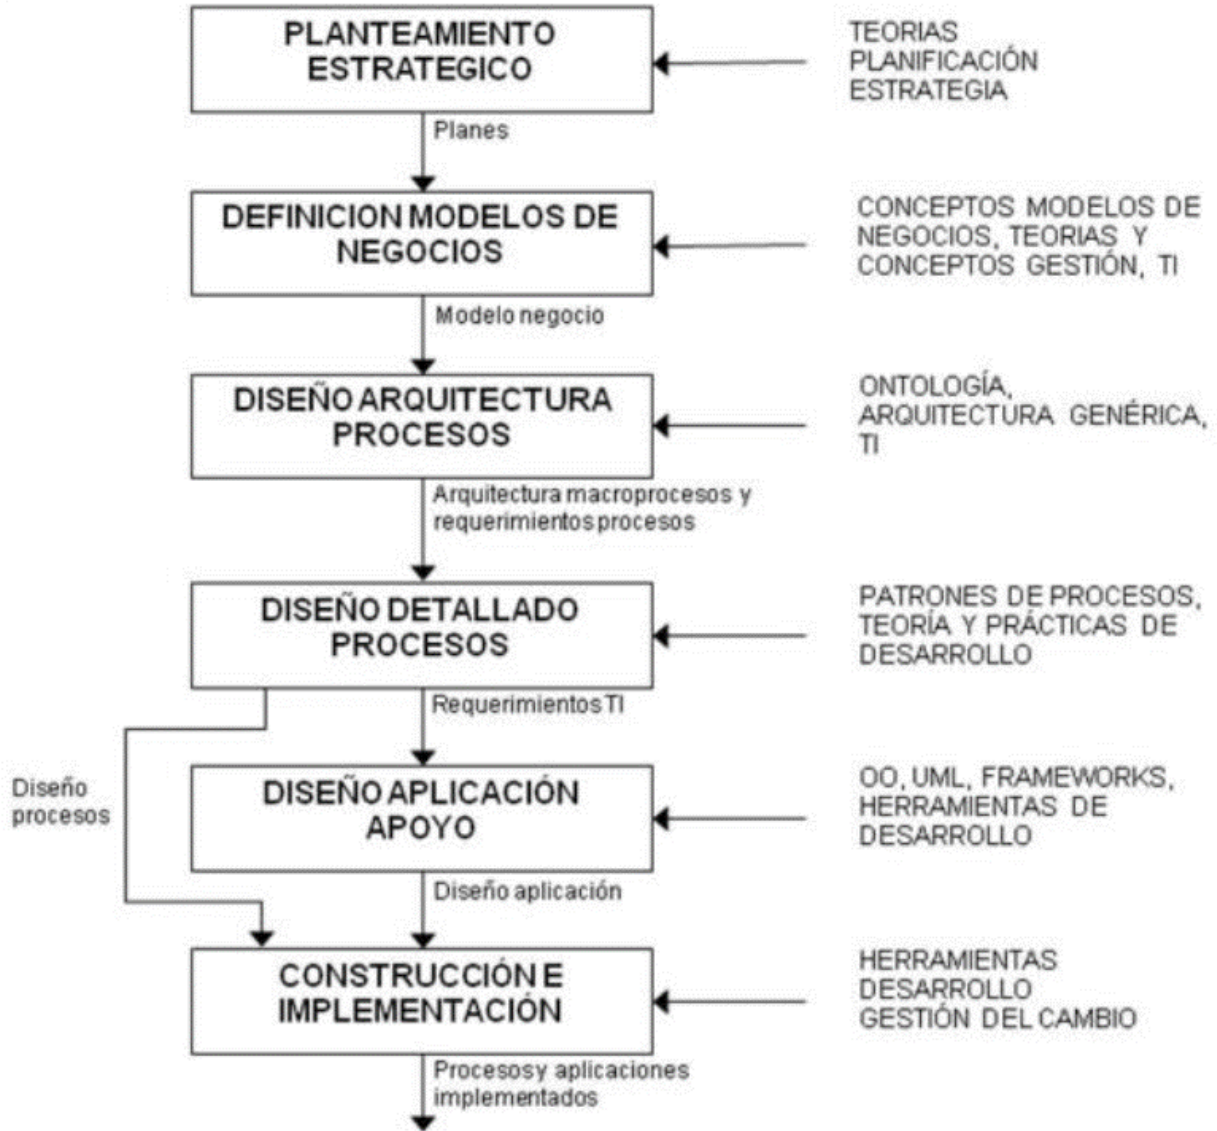 PLANTEAMIENTO
ESTRATEGICO
TEORIAS
PLANIFICACIÓN
ESTRATEGIA
Planes
DEFINICION MODELOS DE
NEGOCIOS
CONCEPTOS MODELOS DE
NEGOCIOS, TEORIAS Y
CONCEPTOS GESTIÓN, TI
Modelo negocio
DISEÑO ARQUITECTURA
PROCESOS
ONTOLOGÍA,
ARQUITECTURA GENÉRICA,
TI
Arquitectura macroprocesos y
requerimientos procesos
DISEÑO DETALLADO
PROCESOS
PATRONES DE PROCESOS,
TEORÍA Y PRÁCTICAS DE
DESARROLLO
Requerimientos TI
Diseño
procesos
DISEÑO APLICACIÓN
APOYO
OO, UML, FRAMEWORKS,
HERRAMIENTAS DE
DESARROLLO
Diseño aplicación
CONSTRUCCIÓN E
IMPLEMENTACIÓN
HERRAMIENTAS
DESARROLLO
GESTIÓN DEL CAMBIO
Procesos y aplicaciones
implementados